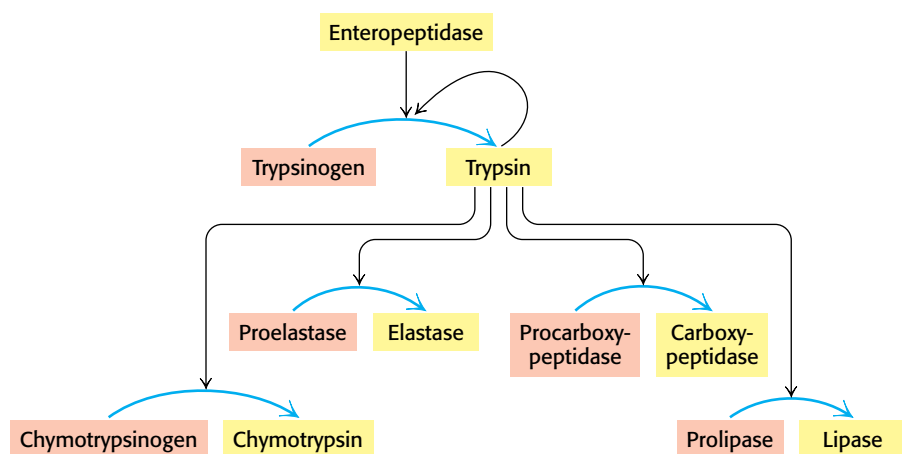 Enteropeptidase
Trypsinogen
Trypsin
Proelastase
Elastase
Procarboxy-
peptidase
Carboxy-
peptidase
Chymotrypsinogen
Chymotrypsin
Prolipase
Lipase